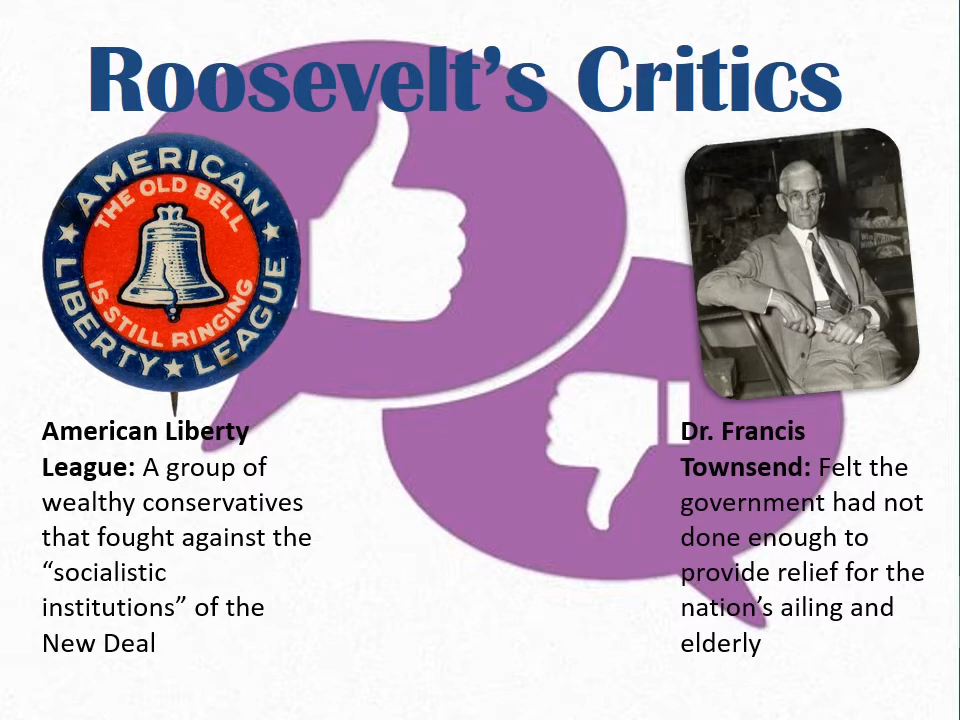 Roosevelt's Critics
AMERICAN
THE OLD BELL
IS STILL RINGING
★ LIBERTY ★ LEAGUE ★
American Liberty
League: A group of
wealthy conservatives
that fought against the
“socialistic
institutions” of the
New Deal
Dr. Francis
Townsend: Felt the
government had not
done enough to
provide relief for the
nation’s ailing and
elderly